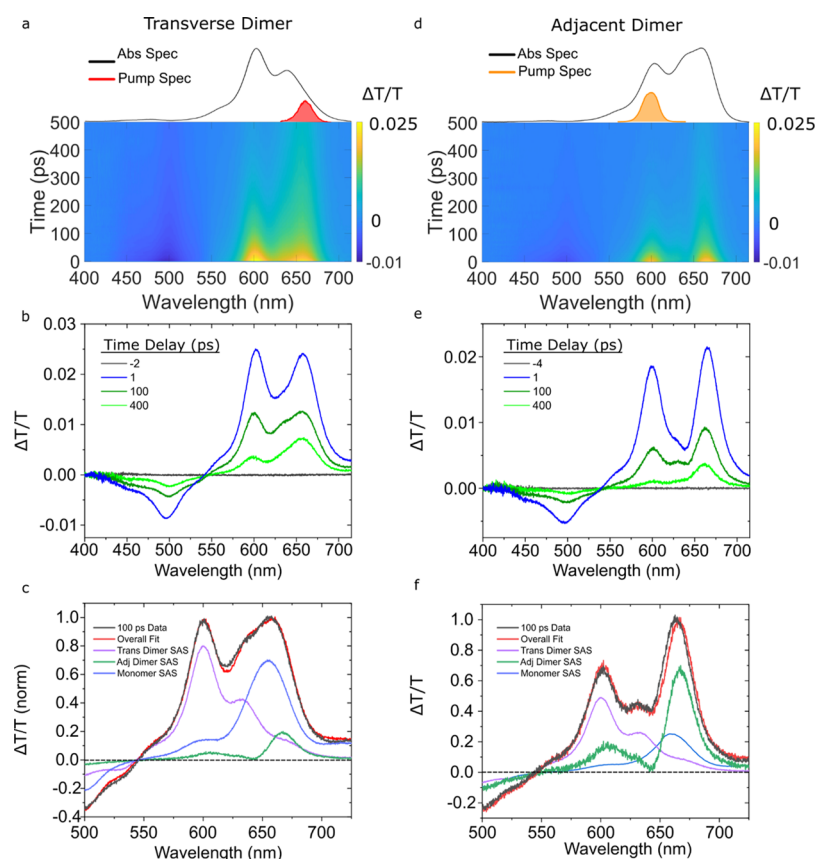 a
Transverse Dimer
Abs Spec
Pump Spec
ΔT/T
500
400
300
200
100
0
Time (ps)
0.025
0
-0.01
400 450 500 550 600 650 700
Wavelength (nm)
d
Adjacent Dimer
Abs Spec
Pump Spec
ΔT/T
500
400
300
200
100
0
Time (ps)
0.025
0
-0.01
400 450 500 550 600 650 700
Wavelength (nm)
b
0.03
0.02
0.01
0.00
-0.01
ΔT/T
Time Delay (ps)
-2
1
100
400
400 450 500 550 600 650 700
Wavelength (nm)
e
0.02
0.01
0.00
ΔT/T
Time Delay (ps)
-4
1
100
400
400 450 500 550 600 650 700
Wavelength (nm)
c
1.0
0.8
0.6
0.4
0.2
0.0
-0.4
ΔT/T (norm)
100 ps Data
Overall Fit
Trans Dimer SAS
Adj Dimer SAS
Monomer SAS
500 550 600 650 700
Wavelength (nm)
f
1.0
0.8
0.6
0.4
0.2
0.0
-0.2
ΔT/T
100 ps Data
Overall Fit
Trans Dimer SAS
Adj Dimer SAS
Monomer SAS
500 550 600 650 700
Wavelength (nm)